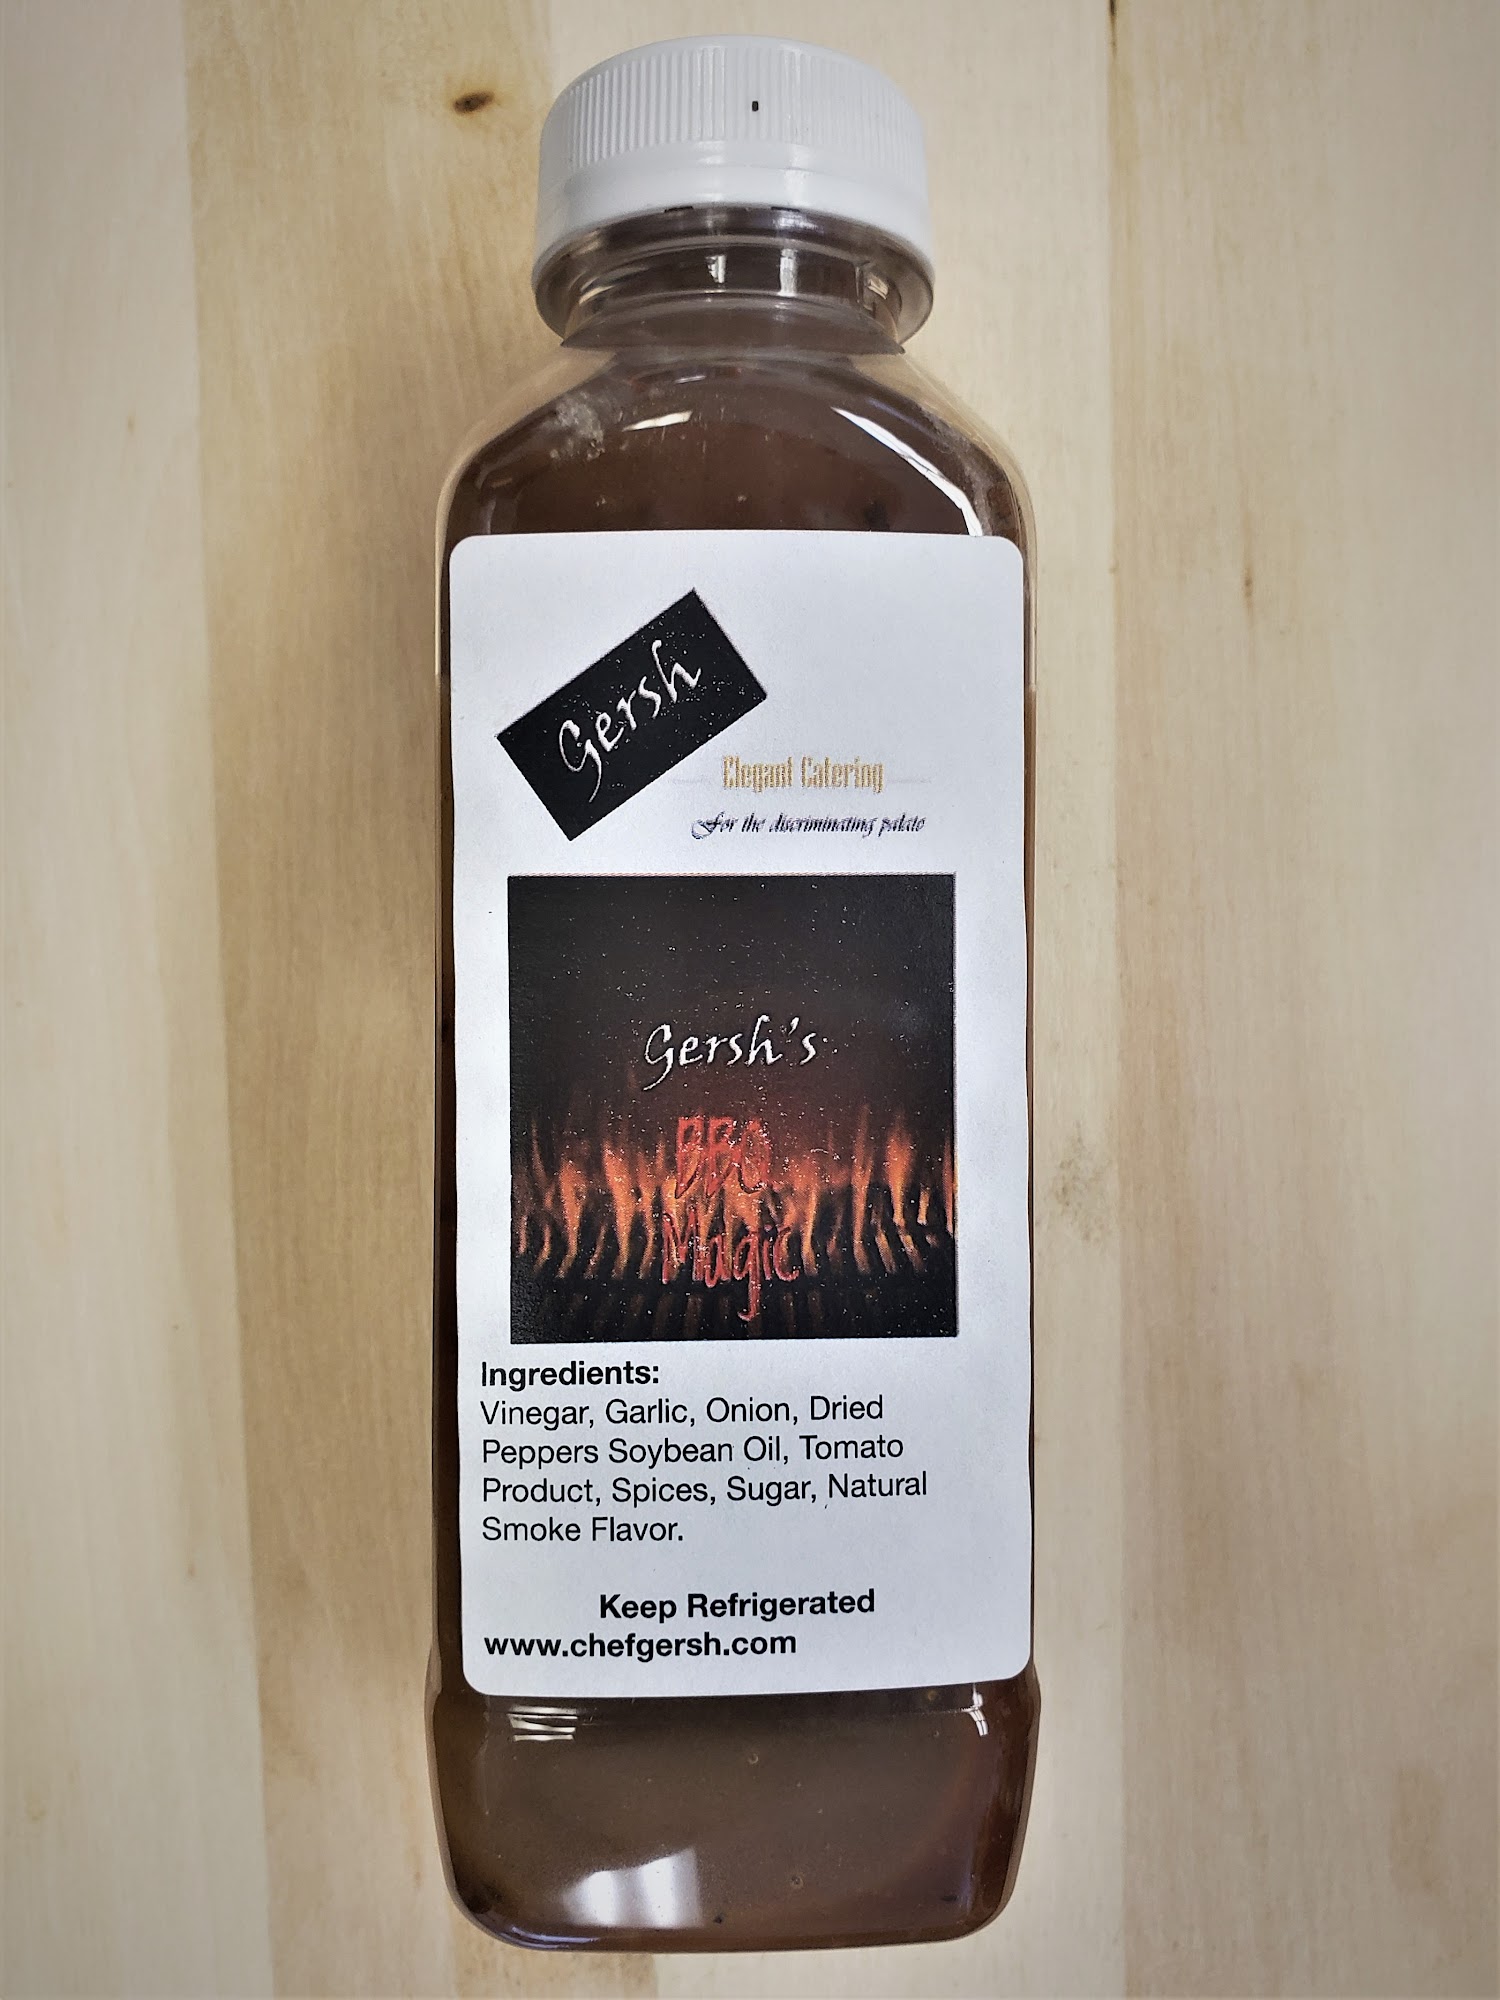 Gersh
Elegant Catering
For the discriminating palate
Gersh's
BBQ
Magic
Ingredients:
Vinegar, Garlic, Onion, Dried
Peppers Soybean Oil, Tomato
Product, Spices, Sugar, Natural
Smoke Flavor.
Keep Refrigerated
www.chefgersh.com